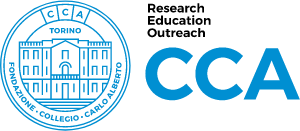 CCA
TORINO
FONDAZIONE • COLLEGIO • CARLO ALBERTO
Research
Education
Outreach
CCA